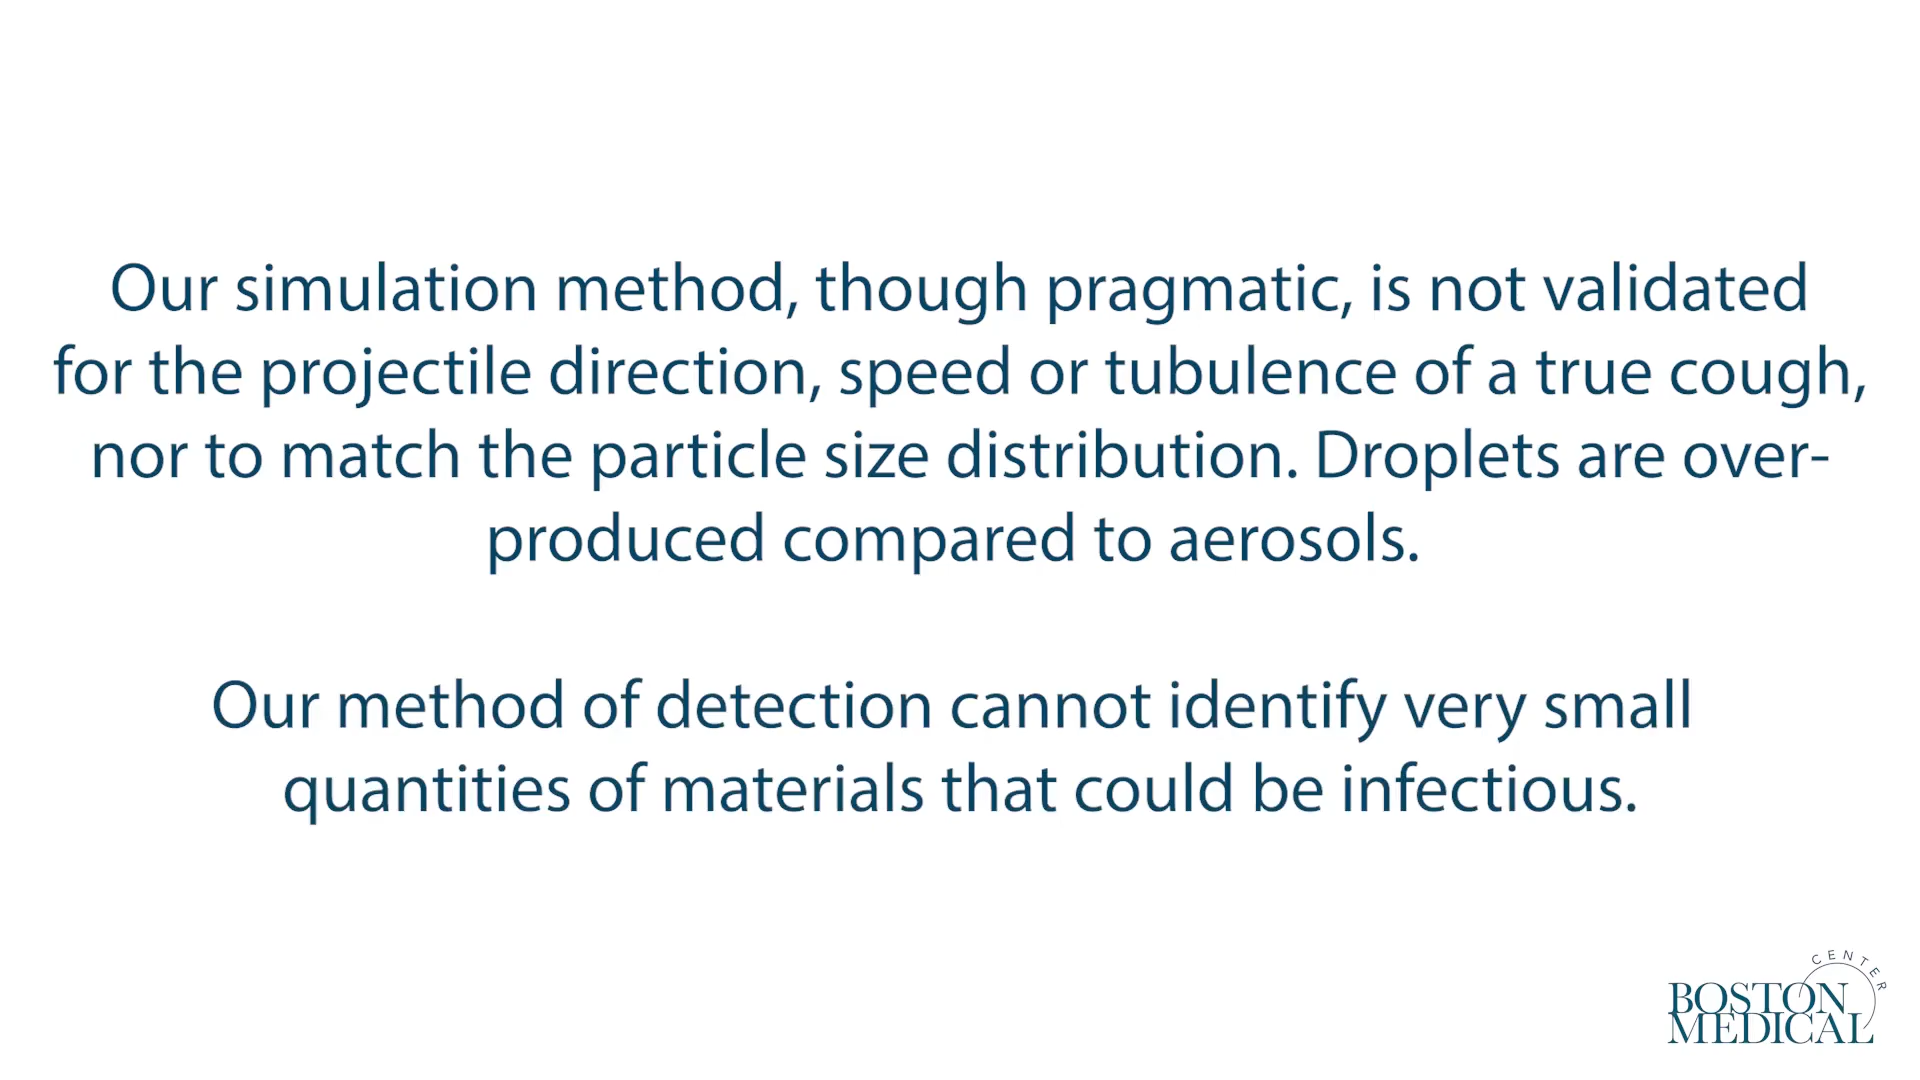 Our simulation method, though pragmatic, is not validated
for the projectile direction, speed or tubulence of a true cough,
nor to match the particle size distribution. Droplets are over-
produced compared to aerosols.
Our method of detection cannot identify very small
quantities of materials that could be infectious.
CENTER
BOSTON
MEDICAL